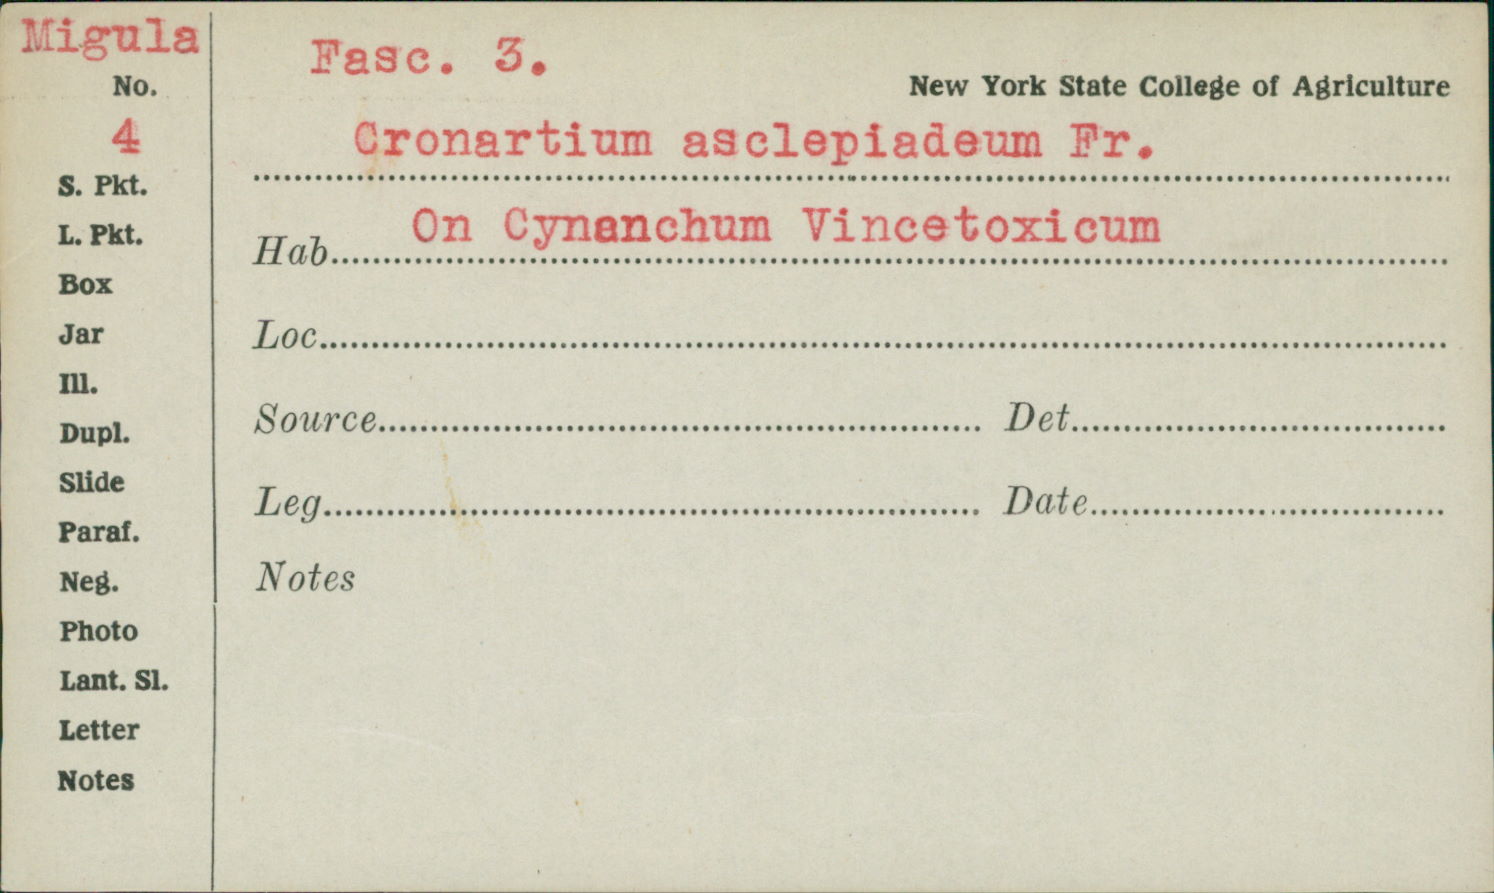 Migula
Fasc. 3.
No.
New York State College of Agriculture
4
Cronartium asclepiadeum Fr.
S. Pkt.
L. Pkt.
Hab. On Cynanchum Vincetoxicum
Box
Jar
Loc.
Ill.
Dupl.
Source Det.
Slide
Leg. Date
Paraf.
Neg.
Notes
Photo
Lant. Sl.
Letter
Notes